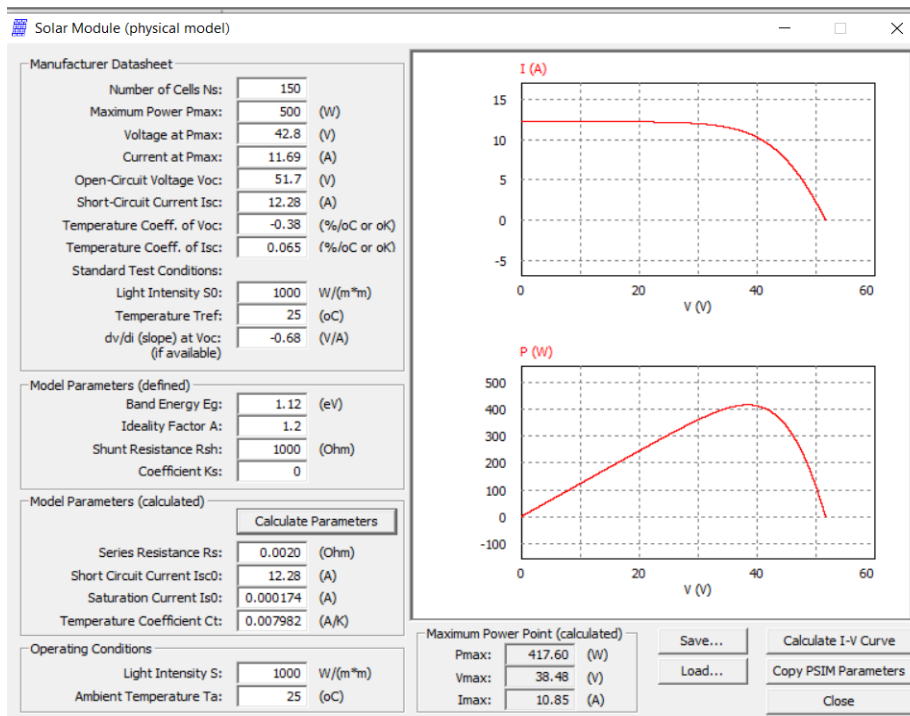 Solar Module (physical model)
Manufacturer Datasheet
Number of Cells Ns: 150
Maximum Power Pmax: 500 (W)
Voltage at Pmax: 42.8 (V)
Current at Pmax: 11.69 (A)
Open-Circuit Voltage Voc: 51.7 (V)
Short-Circuit Current Isc: 12.28 (A)
Temperature Coeff. of Voc: -0.38 (%/oC or oK)
Temperature Coeff. of Isc: 0.065 (%/oC or oK)
Standard Test Conditions:
Light Intensity S0: 1000 W/(m*m)
Temperature Tref: 25 (oC)
dv/di (slope) at Voc: -0.68 (V/A)
(if available)
Model Parameters (defined)
Band Energy Eg: 1.12 (eV)
Ideality Factor A: 1.2
Shunt Resistance Rsh: 1000 (Ohm)
Coefficient Ks: 0
Model Parameters (calculated)
Calculate Parameters
Series Resistance Rs: 0.0020 (Ohm)
Short Circuit Current Isc0: 12.28 (A)
Saturation Current Is0: 0.000174 (A)
Temperature Coefficient Ct: 0.007982 (A/K)
Operating Conditions
Light Intensity S: 1000 W/(m*m)
Ambient Temperature Ta: 25 (oC)
I (A)
15
10
5
0
-5
0 20 40 60
V (V)
P (W)
500
400
300
200
100
0
-100
0 20 40 60
V (V)
Maximum Power Point (calculated)
Pmax: 417.60 (W)
Vmax: 38.48 (V)
Imax: 10.85 (A)
Save... Calculate I-V Curve
Load... Copy PSIM Parameters
Close